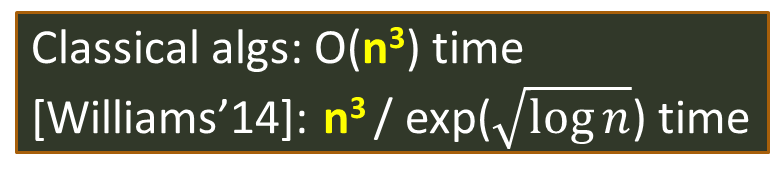 Classical algs: O(n³) time
[Williams’14]: n³ / exp(√log n) time